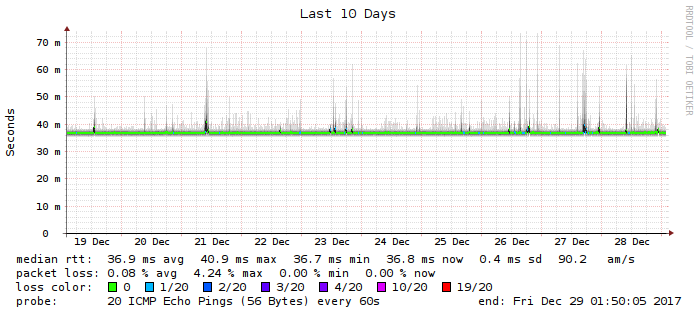 Last 10 Days
RRDTOOL / TOBI OETIKER
Seconds
70 m
60 m
50 m
40 m
30 m
20 m
10 m
0
19 Dec 20 Dec 21 Dec 22 Dec 23 Dec 24 Dec 25 Dec 26 Dec 27 Dec 28 Dec
median rtt: 36.9 ms avg 40.9 ms max 36.7 ms min 36.8 ms now 0.4 ms sd 90.2 am/s
packet loss: 0.08 % avg 4.24 % max 0.00 % min 0.00 % now
loss color: 0 1/20 2/20 3/20 4/20 10/20 19/20
probe: 20 ICMP Echo Pings (56 Bytes) every 60s end: Fri Dec 29 01:50:05 2017